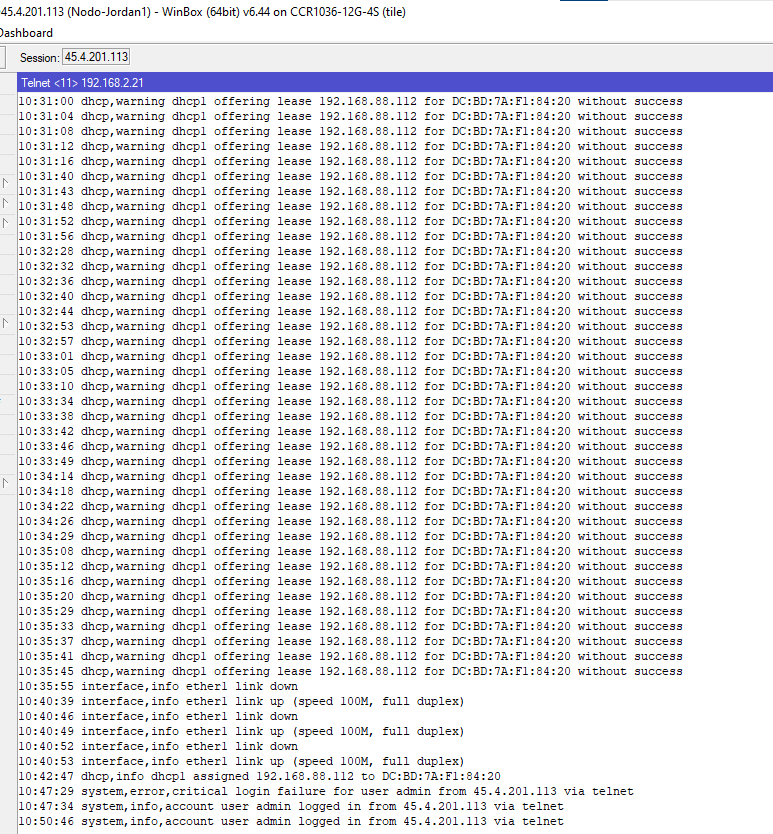 45.4.201.113 (Nodo-Jordan1) - WinBox (64bit) v6.44 on CCR1036-12G-4S (tile)
Dashboard
Session: 45.4.201.113
Telnet <11> 192.168.2.21
10:31:00 dhcp,warning dhcp1 offering lease 192.168.88.112 for DC:BD:7A:F1:84:20 without success
10:31:04 dhcp,warning dhcp1 offering lease 192.168.88.112 for DC:BD:7A:F1:84:20 without success
10:31:08 dhcp,warning dhcp1 offering lease 192.168.88.112 for DC:BD:7A:F1:84:20 without success
10:31:12 dhcp,warning dhcp1 offering lease 192.168.88.112 for DC:BD:7A:F1:84:20 without success
10:31:16 dhcp,warning dhcp1 offering lease 192.168.88.112 for DC:BD:7A:F1:84:20 without success
10:31:40 dhcp,warning dhcp1 offering lease 192.168.88.112 for DC:BD:7A:F1:84:20 without success
10:31:43 dhcp,warning dhcp1 offering lease 192.168.88.112 for DC:BD:7A:F1:84:20 without success
10:31:48 dhcp,warning dhcp1 offering lease 192.168.88.112 for DC:BD:7A:F1:84:20 without success
10:31:52 dhcp,warning dhcp1 offering lease 192.168.88.112 for DC:BD:7A:F1:84:20 without success
10:31:56 dhcp,warning dhcp1 offering lease 192.168.88.112 for DC:BD:7A:F1:84:20 without success
10:32:28 dhcp,warning dhcp1 offering lease 192.168.88.112 for DC:BD:7A:F1:84:20 without success
10:32:32 dhcp,warning dhcp1 offering lease 192.168.88.112 for DC:BD:7A:F1:84:20 without success
10:32:36 dhcp,warning dhcp1 offering lease 192.168.88.112 for DC:BD:7A:F1:84:20 without success
10:32:40 dhcp,warning dhcp1 offering lease 192.168.88.112 for DC:BD:7A:F1:84:20 without success
10:32:44 dhcp,warning dhcp1 offering lease 192.168.88.112 for DC:BD:7A:F1:84:20 without success
10:32:53 dhcp,warning dhcp1 offering lease 192.168.88.112 for DC:BD:7A:F1:84:20 without success
10:32:57 dhcp,warning dhcp1 offering lease 192.168.88.112 for DC:BD:7A:F1:84:20 without success
10:33:01 dhcp,warning dhcp1 offering lease 192.168.88.112 for DC:BD:7A:F1:84:20 without success
10:33:05 dhcp,warning dhcp1 offering lease 192.168.88.112 for DC:BD:7A:F1:84:20 without success
10:33:10 dhcp,warning dhcp1 offering lease 192.168.88.112 for DC:BD:7A:F1:84:20 without success
10:33:34 dhcp,warning dhcp1 offering lease 192.168.88.112 for DC:BD:7A:F1:84:20 without success
10:33:38 dhcp,warning dhcp1 offering lease 192.168.88.112 for DC:BD:7A:F1:84:20 without success
10:33:42 dhcp,warning dhcp1 offering lease 192.168.88.112 for DC:BD:7A:F1:84:20 without success
10:33:46 dhcp,warning dhcp1 offering lease 192.168.88.112 for DC:BD:7A:F1:84:20 without success
10:33:49 dhcp,warning dhcp1 offering lease 192.168.88.112 for DC:BD:7A:F1:84:20 without success
10:34:14 dhcp,warning dhcp1 offering lease 192.168.88.112 for DC:BD:7A:F1:84:20 without success
10:34:18 dhcp,warning dhcp1 offering lease 192.168.88.112 for DC:BD:7A:F1:84:20 without success
10:34:22 dhcp,warning dhcp1 offering lease 192.168.88.112 for DC:BD:7A:F1:84:20 without success
10:34:26 dhcp,warning dhcp1 offering lease 192.168.88.112 for DC:BD:7A:F1:84:20 without success
10:34:29 dhcp,warning dhcp1 offering lease 192.168.88.112 for DC:BD:7A:F1:84:20 without success
10:35:08 dhcp,warning dhcp1 offering lease 192.168.88.112 for DC:BD:7A:F1:84:20 without success
10:35:12 dhcp,warning dhcp1 offering lease 192.168.88.112 for DC:BD:7A:F1:84:20 without success
10:35:16 dhcp,warning dhcp1 offering lease 192.168.88.112 for DC:BD:7A:F1:84:20 without success
10:35:20 dhcp,warning dhcp1 offering lease 192.168.88.112 for DC:BD:7A:F1:84:20 without success
10:35:29 dhcp,warning dhcp1 offering lease 192.168.88.112 for DC:BD:7A:F1:84:20 without success
10:35:33 dhcp,warning dhcp1 offering lease 192.168.88.112 for DC:BD:7A:F1:84:20 without success
10:35:37 dhcp,warning dhcp1 offering lease 192.168.88.112 for DC:BD:7A:F1:84:20 without success
10:35:41 dhcp,warning dhcp1 offering lease 192.168.88.112 for DC:BD:7A:F1:84:20 without success
10:35:45 dhcp,warning dhcp1 offering lease 192.168.88.112 for DC:BD:7A:F1:84:20 without success
10:35:55 interface,info ether1 link down
10:40:39 interface,info ether1 link up (speed 100M, full duplex)
10:40:46 interface,info ether1 link down
10:40:49 interface,info ether1 link up (speed 100M, full duplex)
10:40:52 interface,info ether1 link down
10:40:53 interface,info ether1 link up (speed 100M, full duplex)
10:42:47 dhcp,info dhcp1 assigned 192.168.88.112 to DC:BD:7A:F1:84:20
10:47:29 system,error,critical login failure for user admin from 45.4.201.113 via telnet
10:47:34 system,info,account user admin logged in from 45.4.201.113 via telnet
10:50:46 system,info,account user admin logged in from 45.4.201.113 via telnet